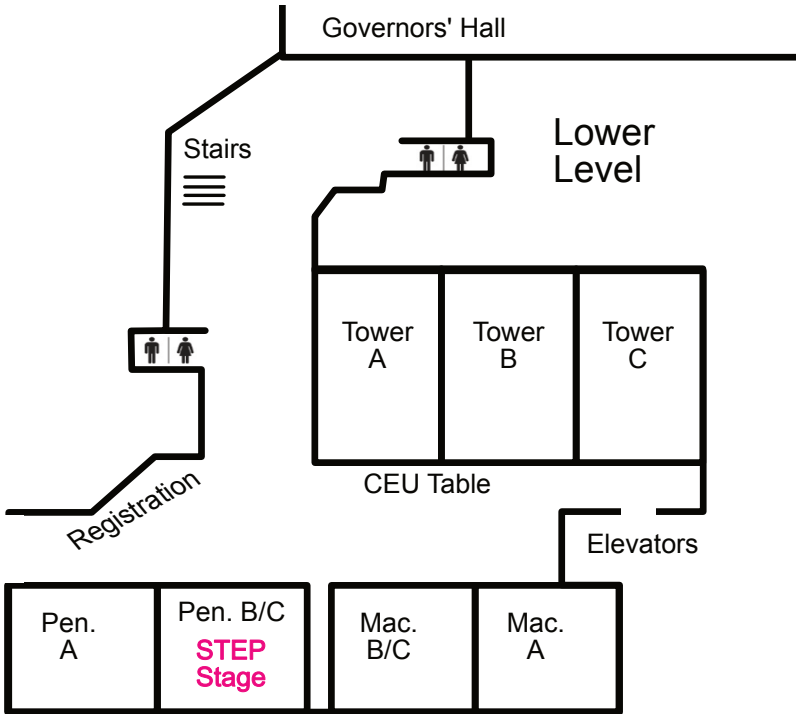 Governors' Hall
Lower
Level
Stairs
Tower
A
Tower
B
Tower
C
CEU Table
Registration
Elevators
Pen.
A
Pen. B/C
STEP
Stage
Mac.
B/C
Mac.
A